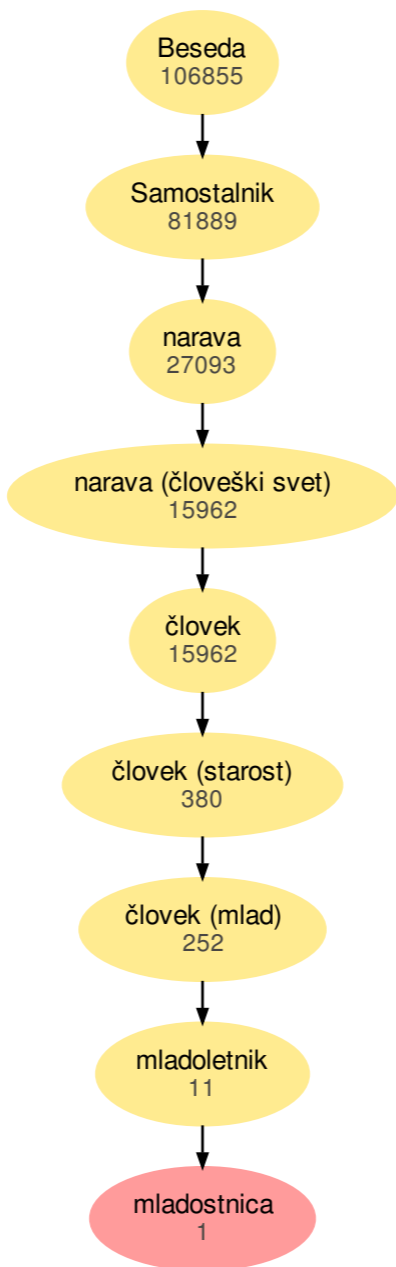 Beseda
106855
Samostalnik
81889
narava
27093
narava (človeški svet)
15962
človek
15962
človek (starost)
380
človek (mlad)
252
mladoletnik
11
mladostnica
1